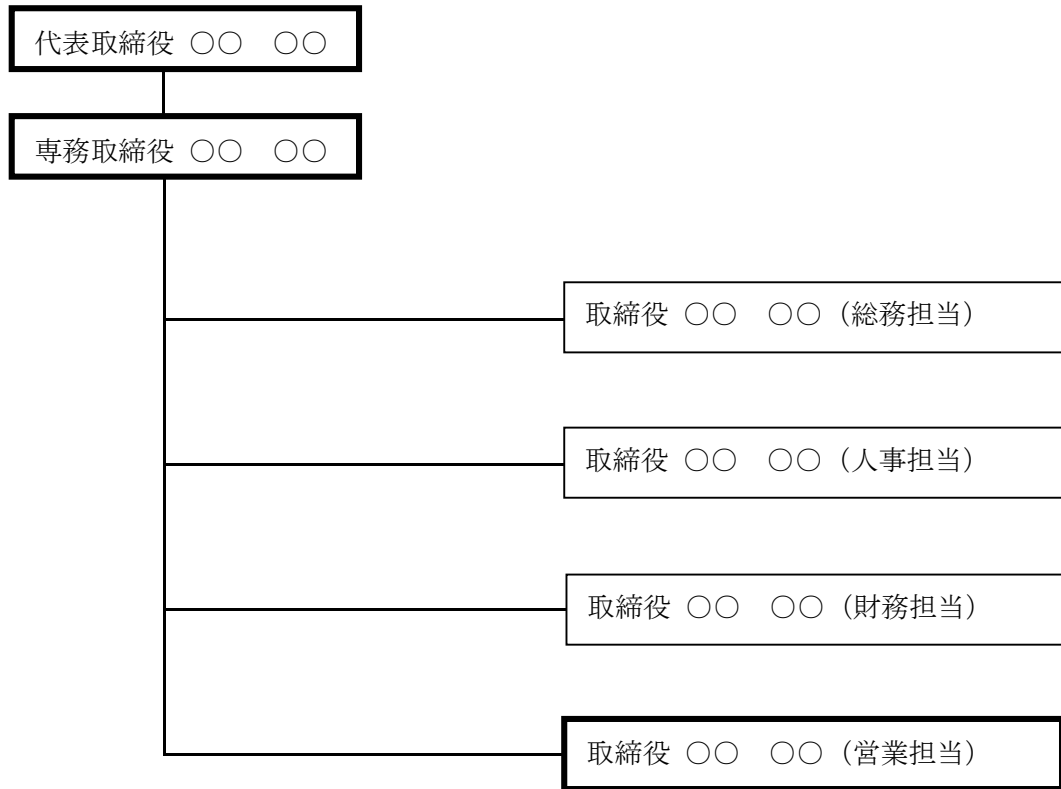 代表取締役 ○○　○○
専務取締役 ○○　○○
取締役 ○○　○○（総務担当）
取締役 ○○　○○（人事担当）
取締役 ○○　○○（財務担当）
取締役 ○○　○○（営業担当）